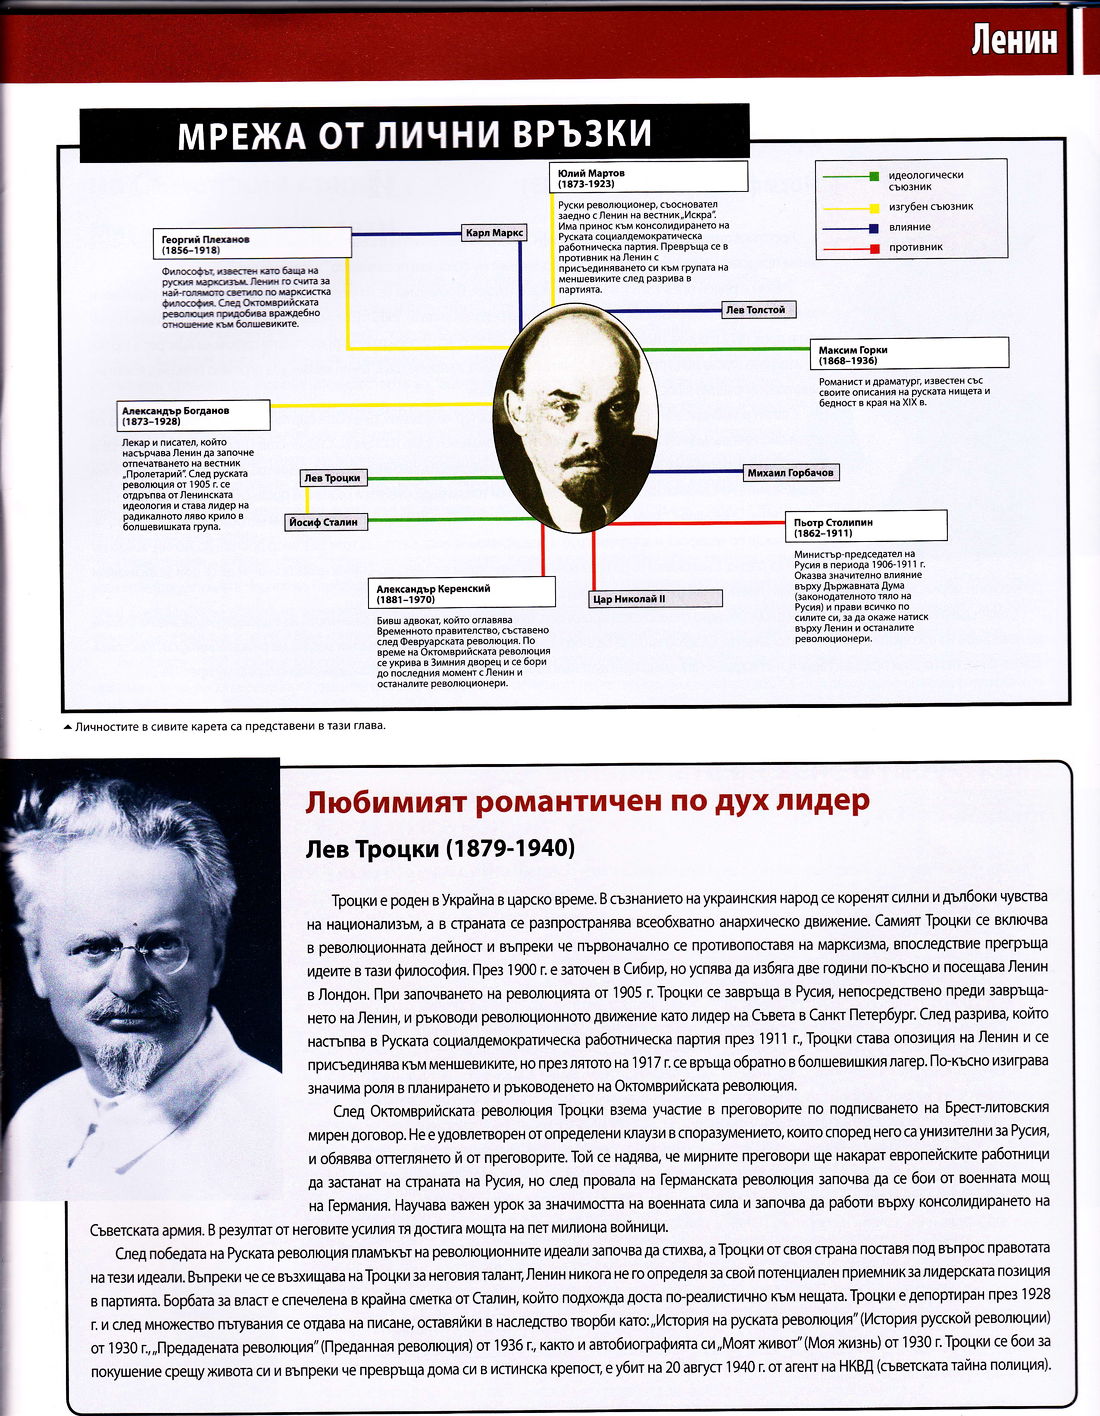 Ленин
МРЕЖА ОТ ЛИЧНИ ВРЪЗКИ
Юлий Мартов
(1873-1923)
Руски революционер, съосновател
заедно с Ленин на вестник „Искра“.
Има принос към консолидирането на
Руската социалдемократическа
работническа партия. Превръща се в
противник на Ленин с
присъединяването си към групата на
меншевиките след разрива в
партията.
идеологически
съюзник
изгубен съюзник
влияние
противник
Георгий Плеханов
(1856–1918)
Философът, известен като баща на
руския марксизъм. Ленин го счита за
най-голямото светило по марксистка
философия. След Октомврийската
революция придобива враждебно
отношение към болшевиките.
Карл Маркс
Лев Толстой
Максим Горки
(1868–1936)
Романист и драматург, известен със
своите описания на руската нищета и
бедност в края на XIX в.
Александър Богданов
(1873–1928)
Лекар и писател, който
насърчава Ленин да започне
отпечатването на вестник
„Пролетарий“. След руската
революция от 1905 г. се
отдръпва от Ленинската
идеология и става лидер на
радикалното ляво крило в
болшевишката група.
Лев Троцки
Йосиф Сталин
Михаил Горбачов
Пьотр Столипин
(1862–1911)
Министър-председател на
Русия в периода 1906-1911 г.
Оказва значително влияние
върху Държавната Дума
(законодателното тяло на
Русия) и прави всичко по
силите си, за да окаже натиск
върху Ленин и останалите
революционери.
Александър Керенский
(1881–1970)
Бивш адвокат, който оглавява
Временното правителство, съставено
след Февруарската революция. По
време на Октомврийската революция
се укрива в Зимния дворец и се бори
до последния момент с Ленин и
останалите революционери.
Цар Николай II
Личностите в сивите карета са представени в тази глава.
Любимият романтичен по дух лидер
Лев Троцки (1879-1940)
Троцки е роден в Украйна в царско време. В съзнанието на украинския народ се коренят силни и дълбоки чувства
на национализъм, а в страната се разпространява всеобхватно анархическо движение. Самият Троцки се включва
в революционната дейност и въпреки че първоначално се противопоставя на марксизма, впоследствие прегръща
идеите в тази философия. През 1900 г. е заточен в Сибир, но успява да избяга две години по-късно и посещава Ленин
в Лондон. При започването на революцията от 1905 г. Троцки се завръща в Русия, непосредствено преди завръща-
нето на Ленин, и ръководи революционното движение като лидер на Съвета в Санкт Петербург. След разрива, който
настъпва в Руската социалдемократическа работническа партия през 1911 г., Троцки става опозиция на Ленин и се
присъединява към меншевиките, но през лятото на 1917 г. се връща обратно в болшевишкия лагер. По-късно изиграва
значима роля в планирането и ръководенето на Октомврийската революция.
След Октомврийската революция Троцки взема участие в преговорите по подписването на Брест-литовския
мирен договор. Не е удовлетворен от определени клаузи в споразумението, които според него са унизителни за Русия,
и обявява оттеглянето ѝ от преговорите. Той се надява, че мирните преговори ще накарат европейските работници
да застанат на страната на Русия, но след провала на Германската революция започва да се бои от военната мощ
на Германия. Научава важен урок за значимостта на военната сила и започва да работи върху консолидирането на
Съветската армия. В резултат от неговите усилия тя достига мощта на пет милиона войници.
След победата на Руската революция пламъкът на революционните идеали започва да стихва, а Троцки от своя страна поставя под въпрос правотата
на тези идеали. Въпреки че се възхищава на Троцки за неговия талант, Ленин никога не го определя за свой потенциален приемник за лидерската позиция
в партията. Борбата за власт е спечелена в крайна сметка от Сталин, който подхожда доста по-реалистично към нещата. Троцки е депортиран през 1928
г. и след множество пътувания се отдава на писане, оставяйки в наследство творби като: „История на руската революция“ (История русской революции)
от 1930 г., „Предадената революция“ (Преданная революция) от 1936 г., както и автобиографията си „Моят живот“ (Моя жизнь) от 1930 г. Троцки се бои за
покушение срещу живота си и въпреки че превръща дома си в истинска крепост, е убит на 20 август 1940 г. от агент на НКВД (съветската тайна полиция).